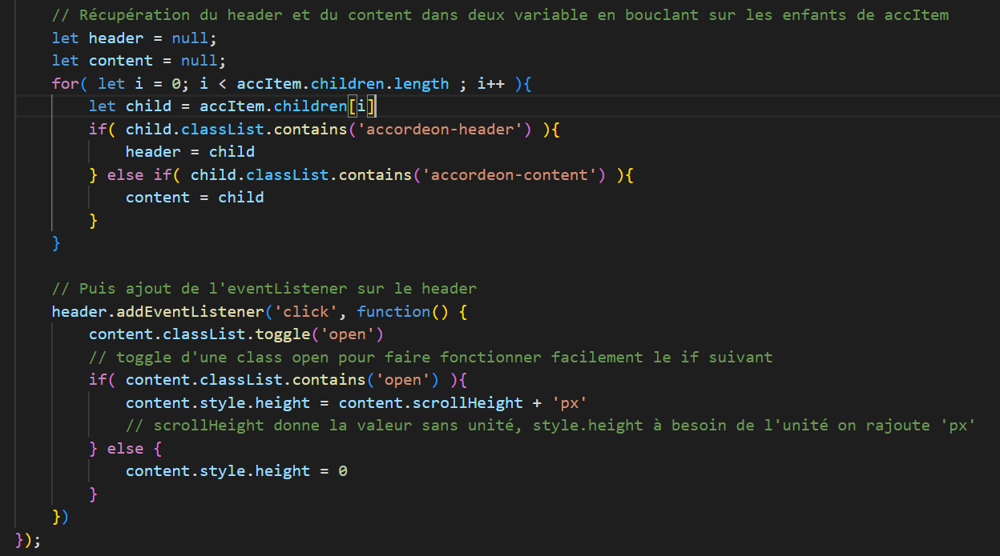 // Récupération du header et du content dans deux variable en bouclant sur les enfants de accItem
let header = null;
let content = null;
for( let i = 0; i < accItem.children.length ; i++ ){
let child = accItem.children[i]
if( child.classList.contains('accordeon-header') ){
header = child
} else if( child.classList.contains('accordeon-content') ){
content = child
}
}
// Puis ajout de l'eventListener sur le header
header.addEventListener('click', function() {
content.classList.toggle('open')
// toggle d'une class open pour faire fonctionner facilement le if suivant
if( content.classList.contains('open') ){
content.style.height = content.scrollHeight + 'px'
// scrollHeight donne la valeur sans unité, style.height à besoin de l'unité on rajoute 'px'
} else {
content.style.height = 0
}
})
});